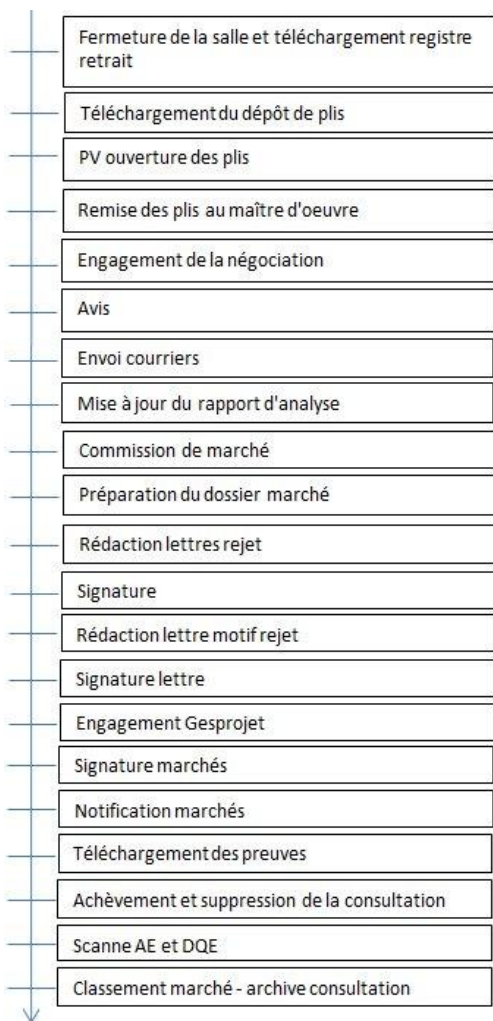 Fermeture de la salle et téléchargement registre
retrait
Téléchargement du dépôt de plis
PV ouverture des plis
Remise des plis au maître d'oeuvre
Engagement de la négociation
Avis
Envoi courriers
Mise à jour du rapport d'analyse
Commission de marché
Préparation du dossier marché
Rédaction lettres rejet
Signature
Rédaction lettre motif rejet
Signature lettre
Engagement Gesprojet
Signature marchés
Notification marchés
Téléchargement des preuves
Achèvement et suppression de la consultation
Scanne AE et DQE
Classement marché - archive consultation